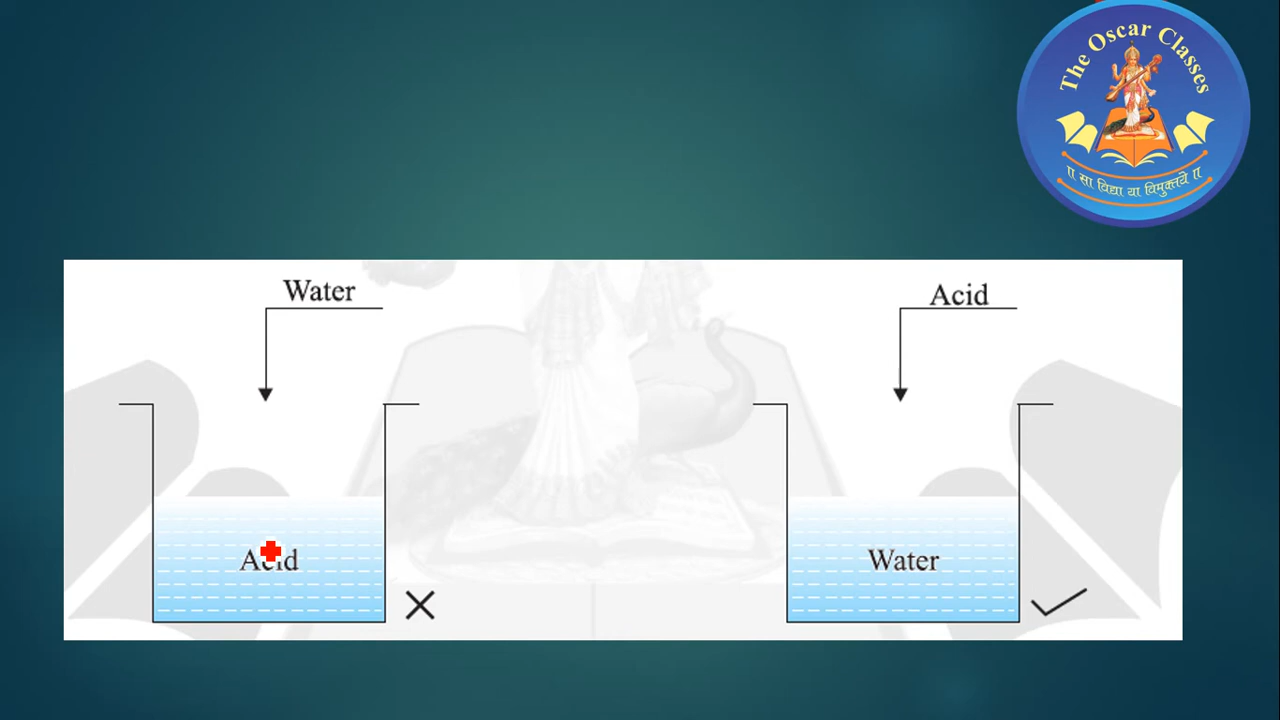 The Oscar Classes
॥ सा विद्या या विमुक्तये ॥
Water
Acid
Acid
Water